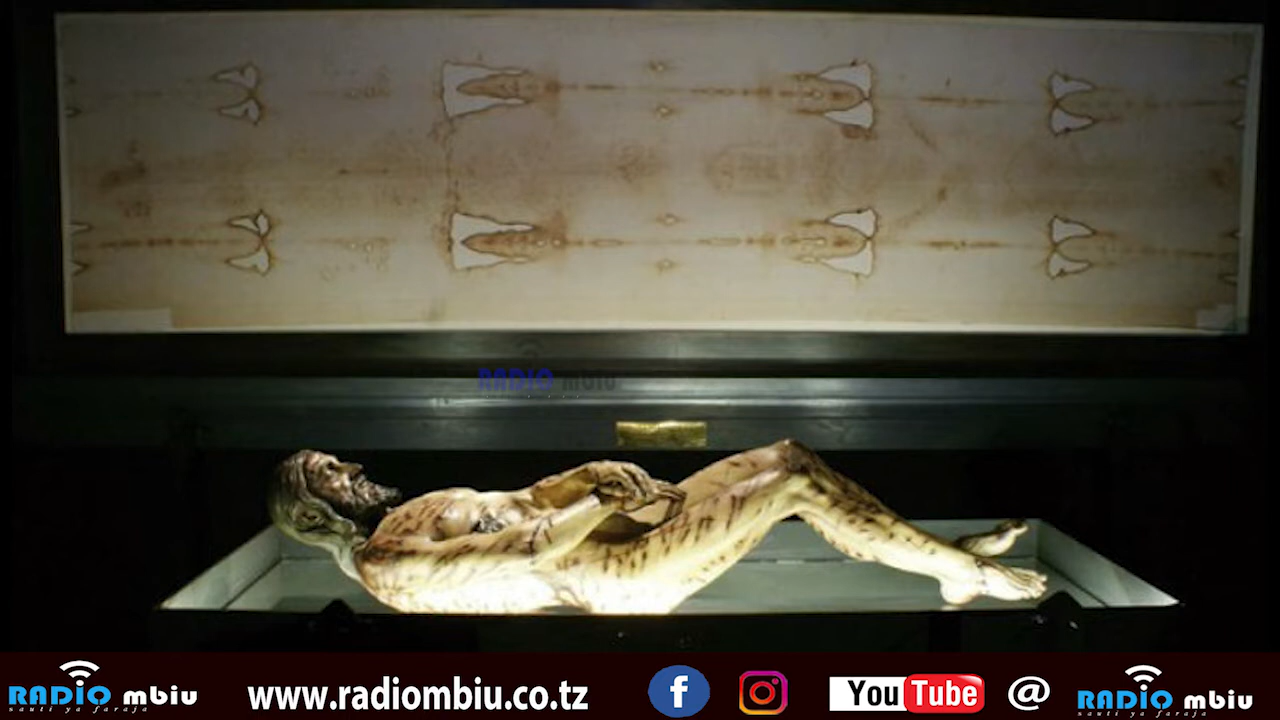 RADIO mbiu
RADIO mbiu
sauti ya faraja
www.radiombiu.co.tz
f
You Tube
@
RADIO mbiu
sauti ya faraja